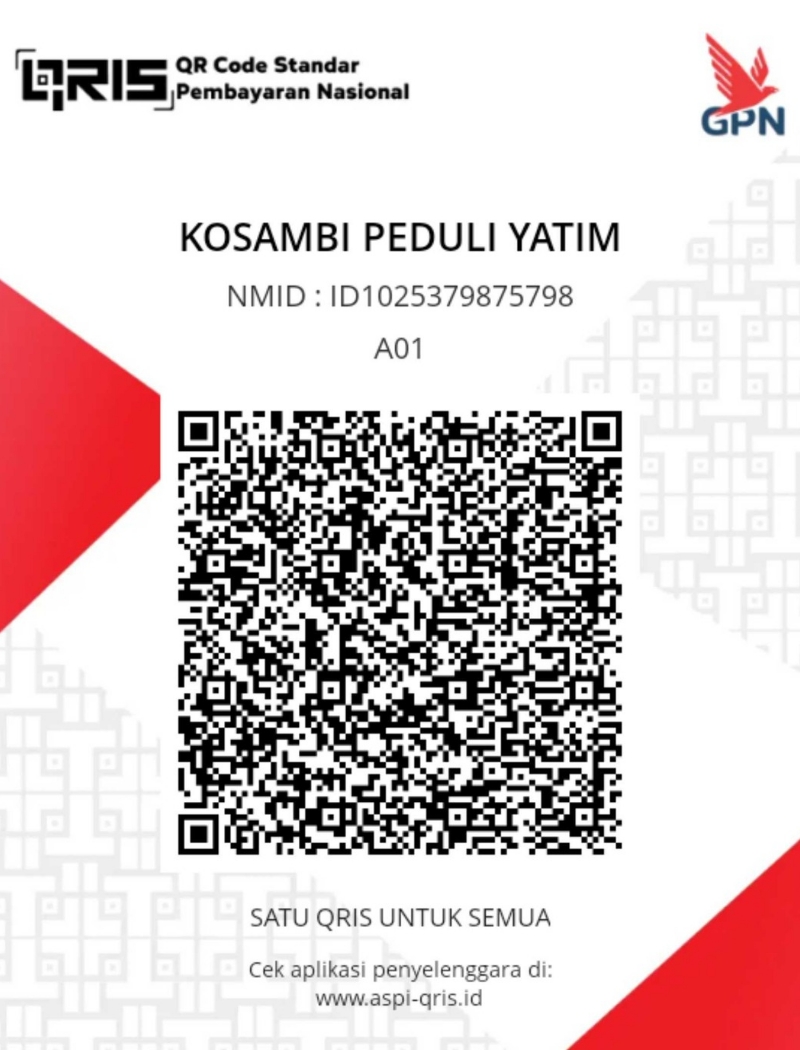 QRIS QR Code Standar
Pembayaran Nasional
GPN
KOSAMBI PEDULI YATIM
NMID : ID1025379875798
A01
SATU QRIS UNTUK SEMUA
Cek aplikasi penyelenggara di:
www.aspi-qris.id